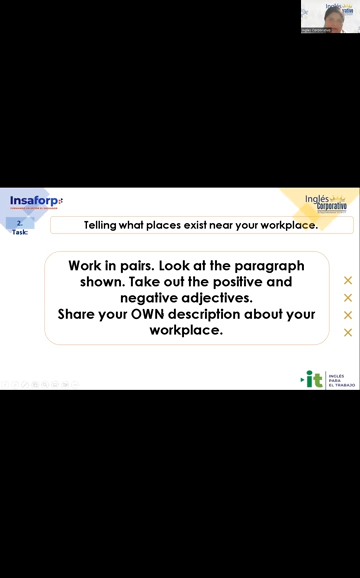 Inglés
Corporativo
Insaforp
Inglés
Corporativo
2.
Task:
Telling what places exist near your workplace.
Work in pairs. Look at the paragraph
shown. Take out the positive and
negative adjectives.
Share your OWN description about your
workplace.
it
INGLÉS
PARA
EL TRABAJO